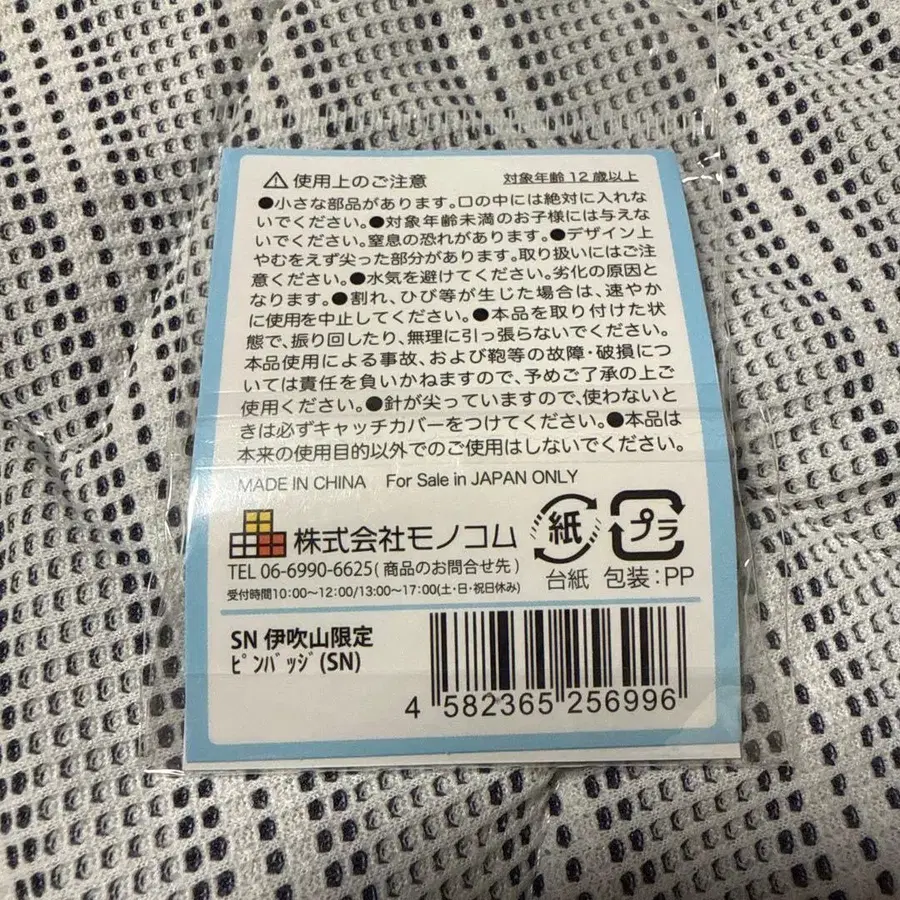 ⚠使用上のご注意 対象年齢12歳以上
●小さな部品があります。口の中には絶対に入れな
いでください。●対象年齢未満のお子様には与えな
いでください。窒息の恐れがあります。●デザイン上
やむをえず尖った部分があります。取り扱いにはご注
意ください。●水気を避けてください。劣化の原因と
なります。●割れ、ひび等が生じた場合は、速やか
に使用を中止してください。●本品を取り付けた状
態で、振り回したり、無理に引っ張らないでください。
本品使用による事故、および鞄等の故障・破損につ
いては責任を負いかねますので、予めご了承の上ご
使用ください。●針が尖っていますので、使わないと
きは必ずキャッチカバーをつけてください。●本品は
本来の使用目的以外でのご使用はしないでください。
MADE IN CHINA For Sale in JAPAN ONLY
株式会社モノコム
TEL 06-6990-6625(商品のお問合せ先)
受付時間10:00～12:00/13:00～17:00(土・日・祝日休み)
紙 プラ
台紙 包装:PP
SN 伊吹山限定
ﾋﾟﾝﾊﾞｯｼﾞ(SN)
4 582365 256996